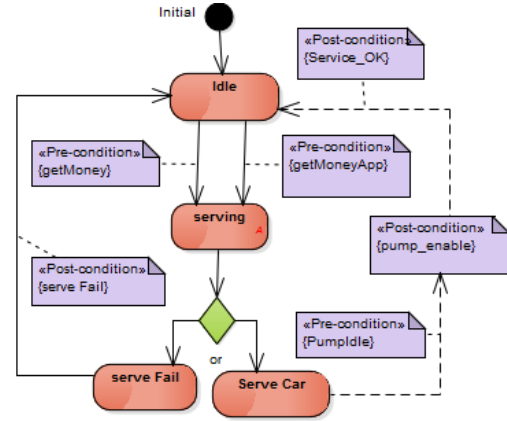 Initial
«Post-condition»
{Service_OK}
Idle
«Pre-condition»
{getMoney}
«Pre-condition»
{getMoneyApp}
serving
A
«Post-condition»
{pump_enable}
«Post-condition»
{serve Fail}
«Pre-condition»
{PumpIdle}
or
serve Fail
Serve Car